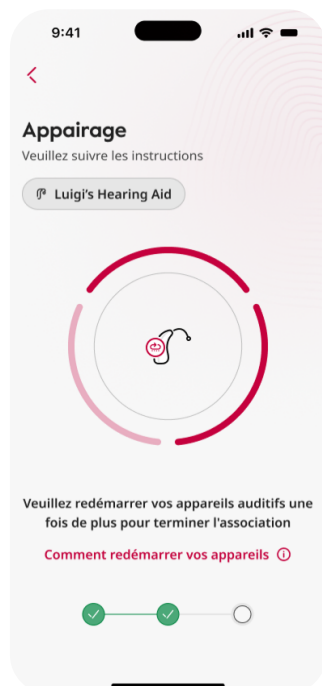 9:41
Appairage
Veuillez suivre les instructions
Luigi's Hearing Aid
Veuillez redémarrer vos appareils auditifs une
fois de plus pour terminer l'association
Comment redémarrer vos appareils